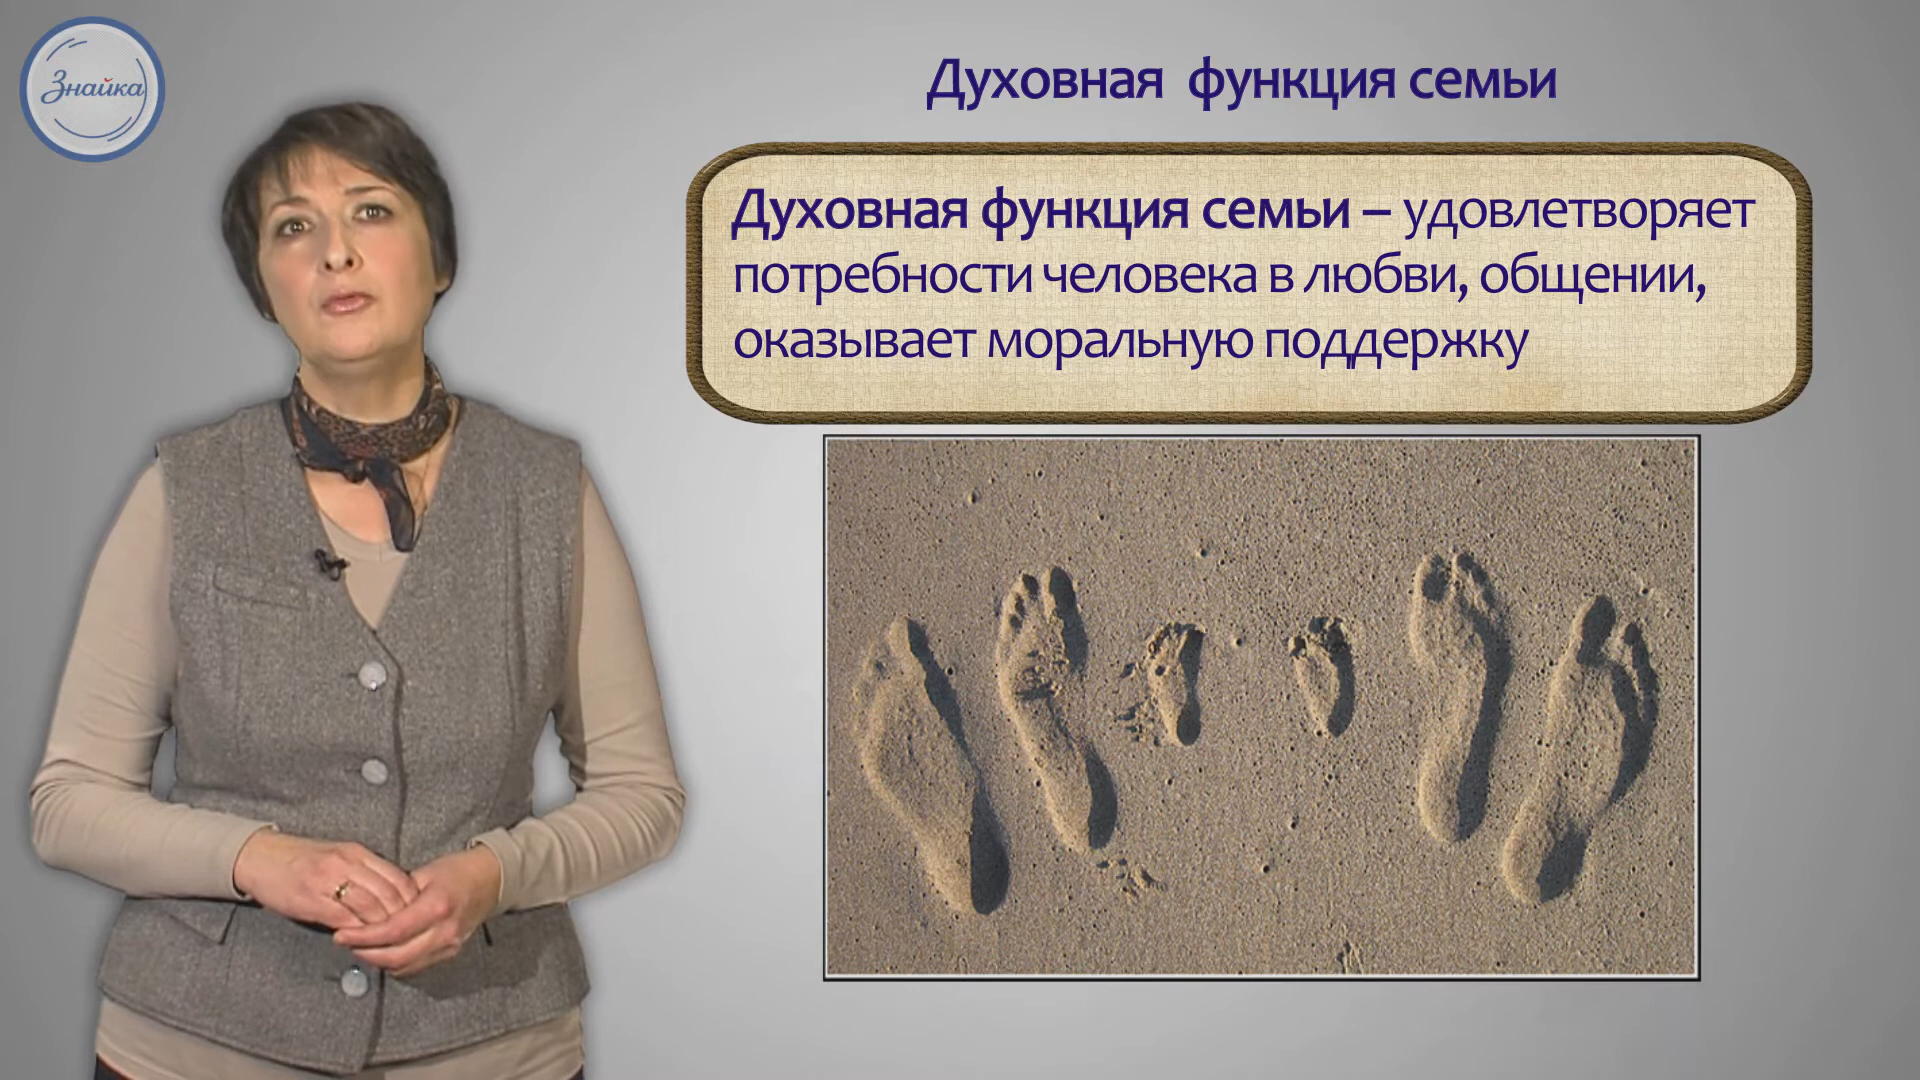 Знайка
Духовная функция семьи
Духовная функция семьи – удовлетворяет
потребности человека в любви, общении,
оказывает моральную поддержку